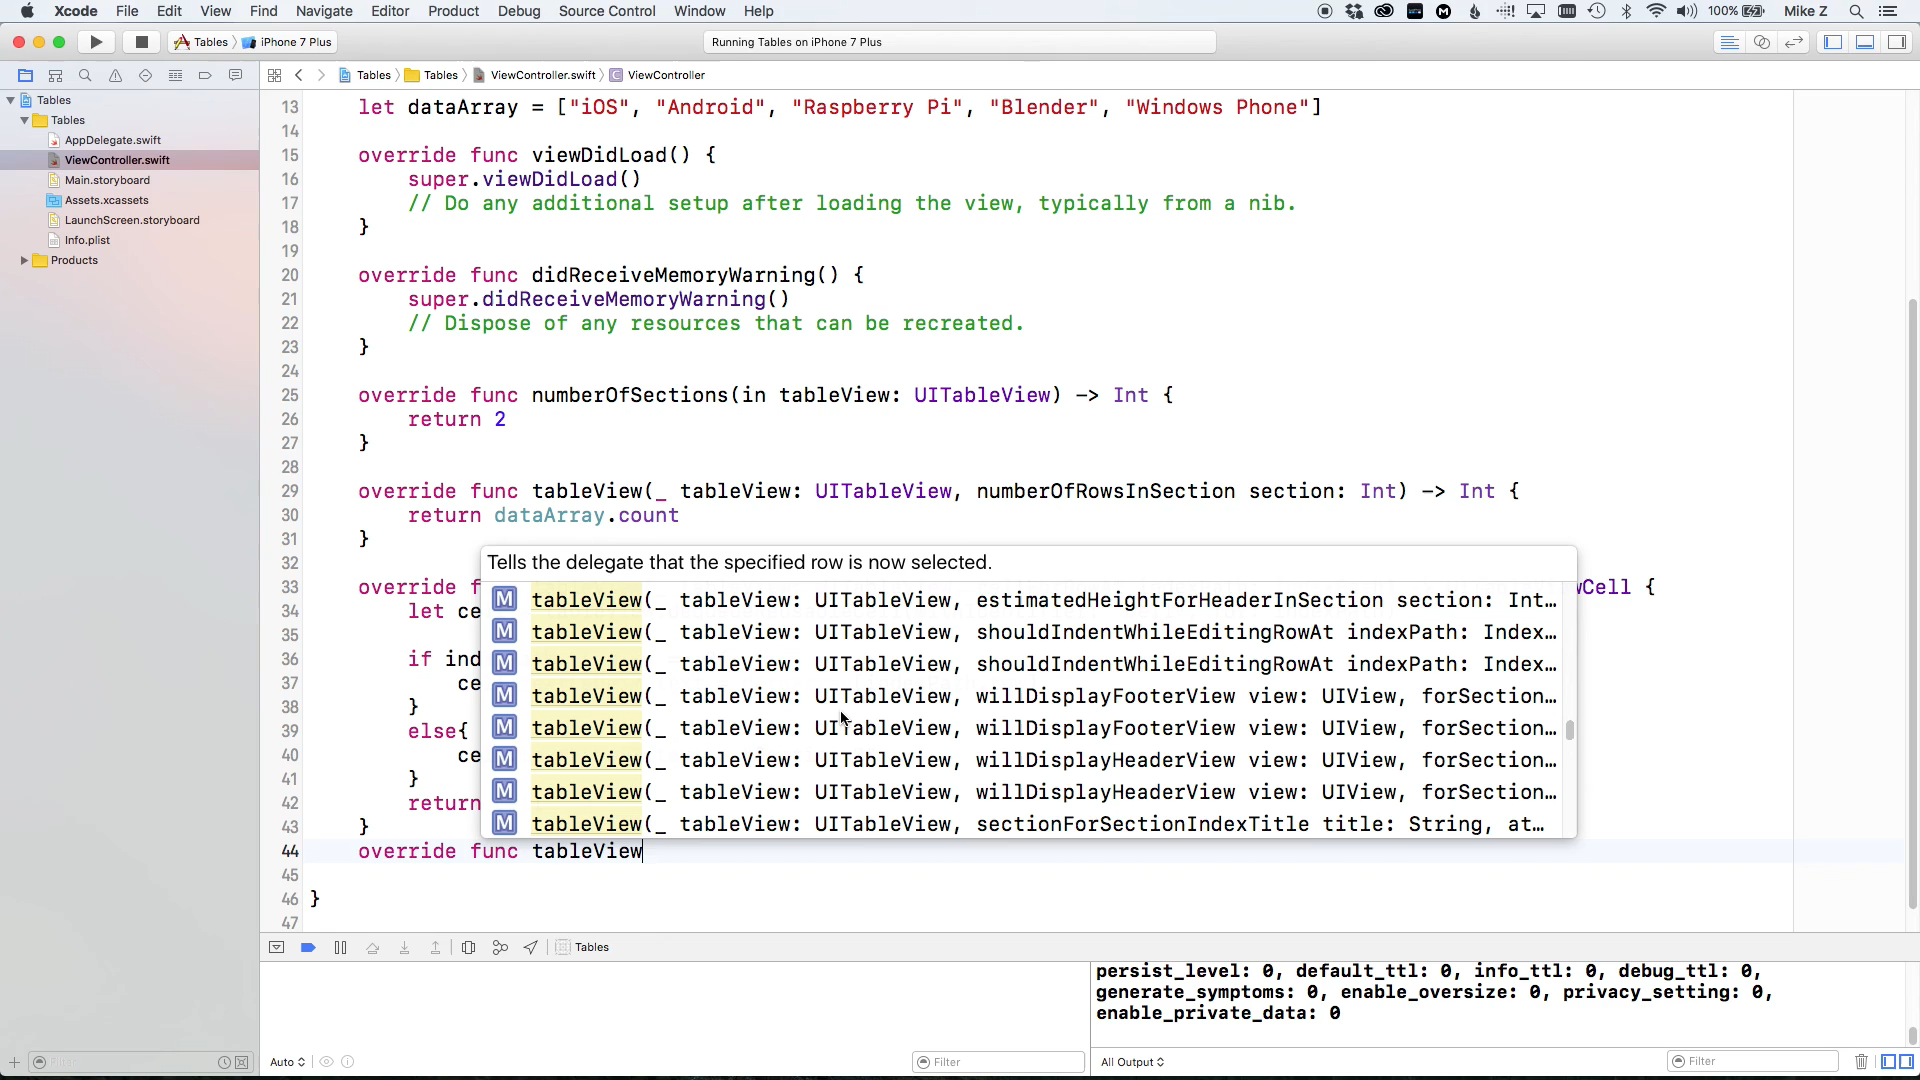 Xcode File Edit View Find Navigate Editor Product Debug Source Control Window Help 100% Mike Z
Tables iPhone 7 Plus Running Tables on iPhone 7 Plus
Tables Tables ViewController.swift ViewController
Tables
Tables
AppDelegate.swift
ViewController.swift
Main.storyboard
Assets.xcassets
LaunchScreen.storyboard
Info.plist
Products
13 let dataArray = ["iOS", "Android", "Raspberry Pi", "Blender", "Windows Phone"]
14
15 override func viewDidLoad() {
16 super.viewDidLoad()
17 // Do any additional setup after loading the view, typically from a nib.
18 }
19
20 override func didReceiveMemoryWarning() {
21 super.didReceiveMemoryWarning()
22 // Dispose of any resources that can be recreated.
23 }
24
25 override func numberOfSections(in tableView: UITableView) -> Int {
26 return 2
27 }
28
29 override func tableView(_ tableView: UITableView, numberOfRowsInSection section: Int) -> Int {
30 return dataArray.count
31 }
32
Tells the delegate that the specified row is now selected.
33 override f wCell {
M tableView(_ tableView: UITableView, estimatedHeightForHeaderInSection section: Int…
34 let ce
M tableView(_ tableView: UITableView, shouldIndentWhileEditingRowAt indexPath: Index…
35
M tableView(_ tableView: UITableView, shouldIndentWhileEditingRowAt indexPath: Index…
36 if ind
37 ce
M tableView(_ tableView: UITableView, willDisplayFooterView view: UIView, forSection…
38 }
M tableView(_ tableView: UITableView, willDisplayFooterView view: UIView, forSection…
39 else{
40 ce
M tableView(_ tableView: UITableView, willDisplayHeaderView view: UIView, forSection…
41 }
M tableView(_ tableView: UITableView, willDisplayHeaderView view: UIView, forSection…
42 return
M tableView(_ tableView: UITableView, sectionForSectionIndexTitle title: String, at…
43 }
44 override func tableView
45
46 }
47
Tables
persist_level: 0, default_ttl: 0, info_ttl: 0, debug_ttl: 0,
generate_symptoms: 0, enable_oversize: 0, privacy_setting: 0,
enable_private_data: 0
Auto Filter All Output Filter